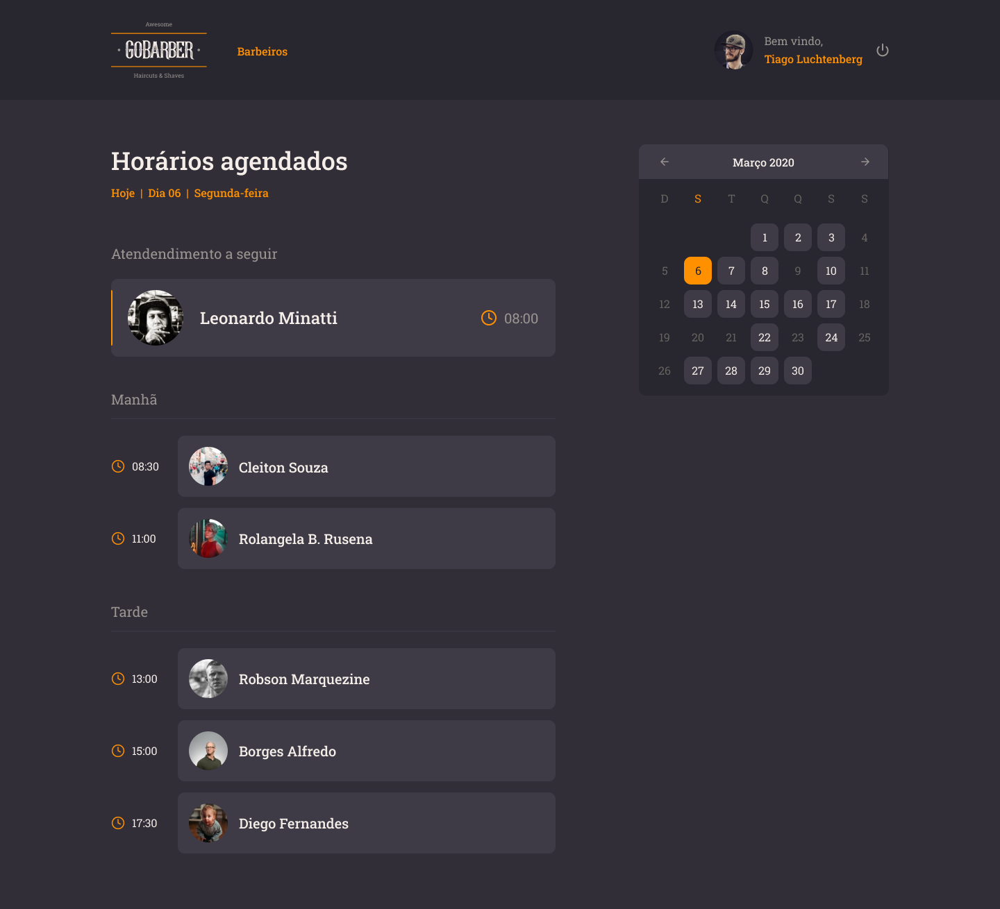 Awesome
GOBARBER
Haircuts & Shaves
Barbeiros
Bem vindo,
Tiago Luchtenberg
Horários agendados
Hoje | Dia 06 | Segunda-feira
Atendendimento a seguir
Leonardo Minatti
08:00
Manhã
08:30 Cleiton Souza
11:00 Rolangela B. Rusena
Tarde
13:00 Robson Marquezine
15:00 Borges Alfredo
17:30 Diego Fernandes
Março 2020
D S T Q Q S S
1 2 3 4
5 6 7 8 9 10 11
12 13 14 15 16 17 18
19 20 21 22 23 24 25
26 27 28 29 30